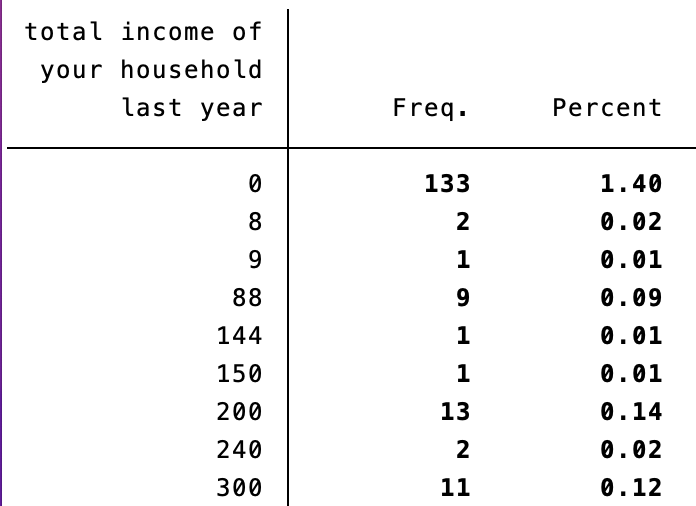 total income of
your household
last year Freq. Percent
0 133 1.40
8 2 0.02
9 1 0.01
88 9 0.09
144 1 0.01
150 1 0.01
200 13 0.14
240 2 0.02
300 11 0.12